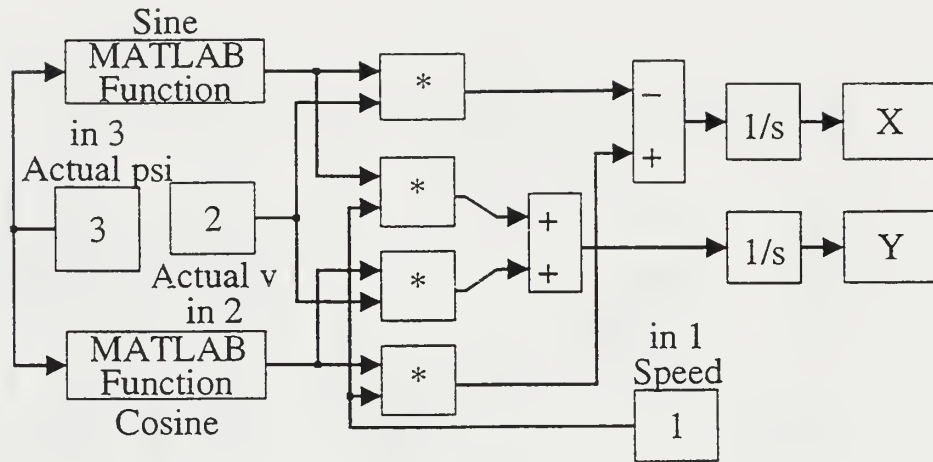 Sine
MATLAB
Function
in 3
Actual psi
3
2
Actual v
in 2
MATLAB
Function
Cosine
*
*
*
*
+
+
−
+
1/s
X
1/s
Y
in 1
Speed
1